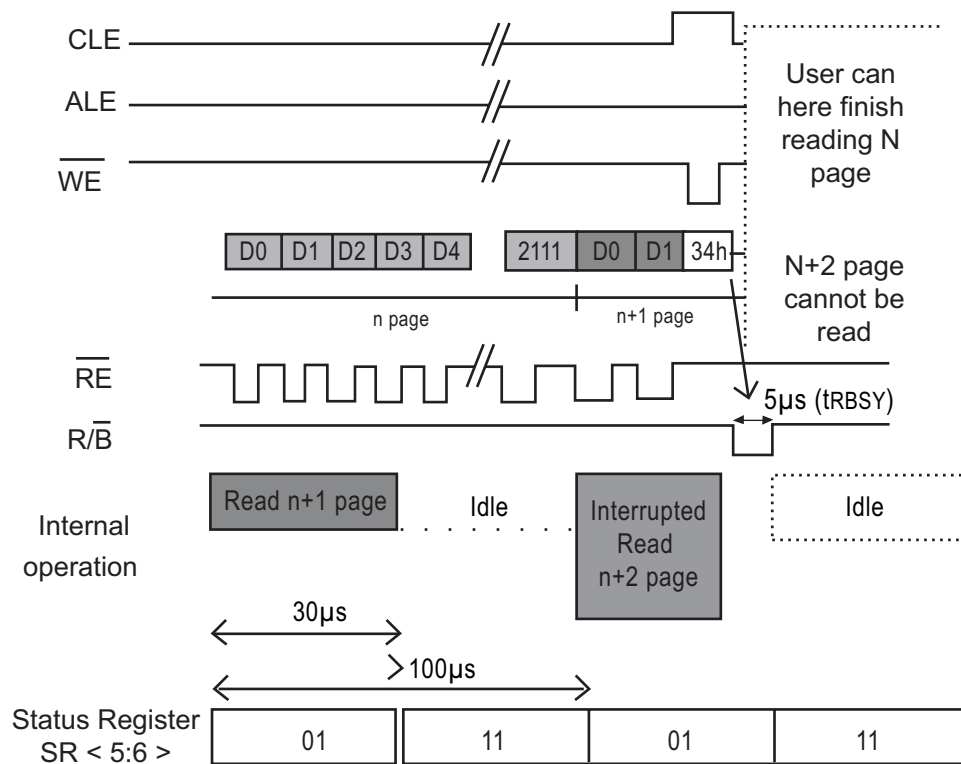 CLE
ALE
WE
User can
here finish
reading N
page
D0 D1 D2 D3 D4 2111 D0 D1 34h
n page n+1 page
N+2 page
cannot be
read
RE
5µs (tRBSY)
R/B
Internal
operation
Read n+1 page
Idle
Interrupted
Read
n+2 page
Idle
30µs
100µs
Status Register
SR < 5:6 >
01 11 01 11